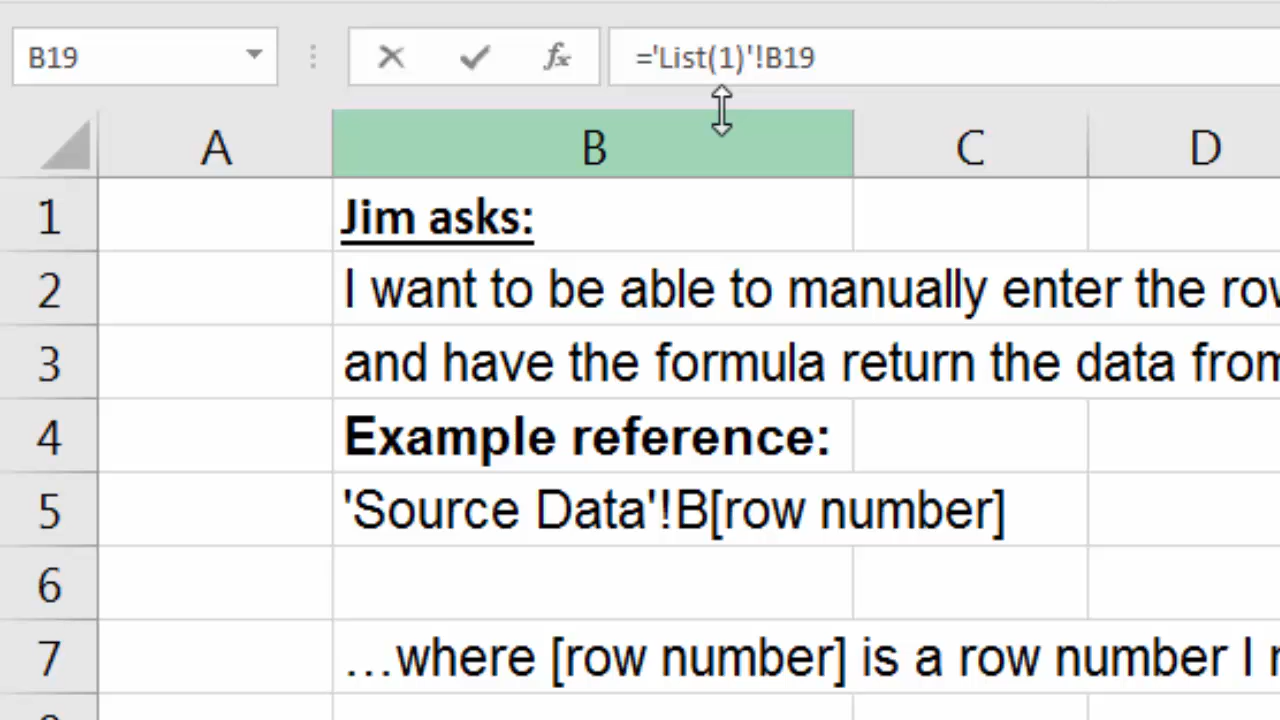 B19 fx ='List(1)'!B19
A B C D
1 Jim asks:
2 I want to be able to manually enter the
3 and have the formula return the data from
4 Example reference:
5 'Source Data'!B[row number]
6
7 …where [row number] is a row number I